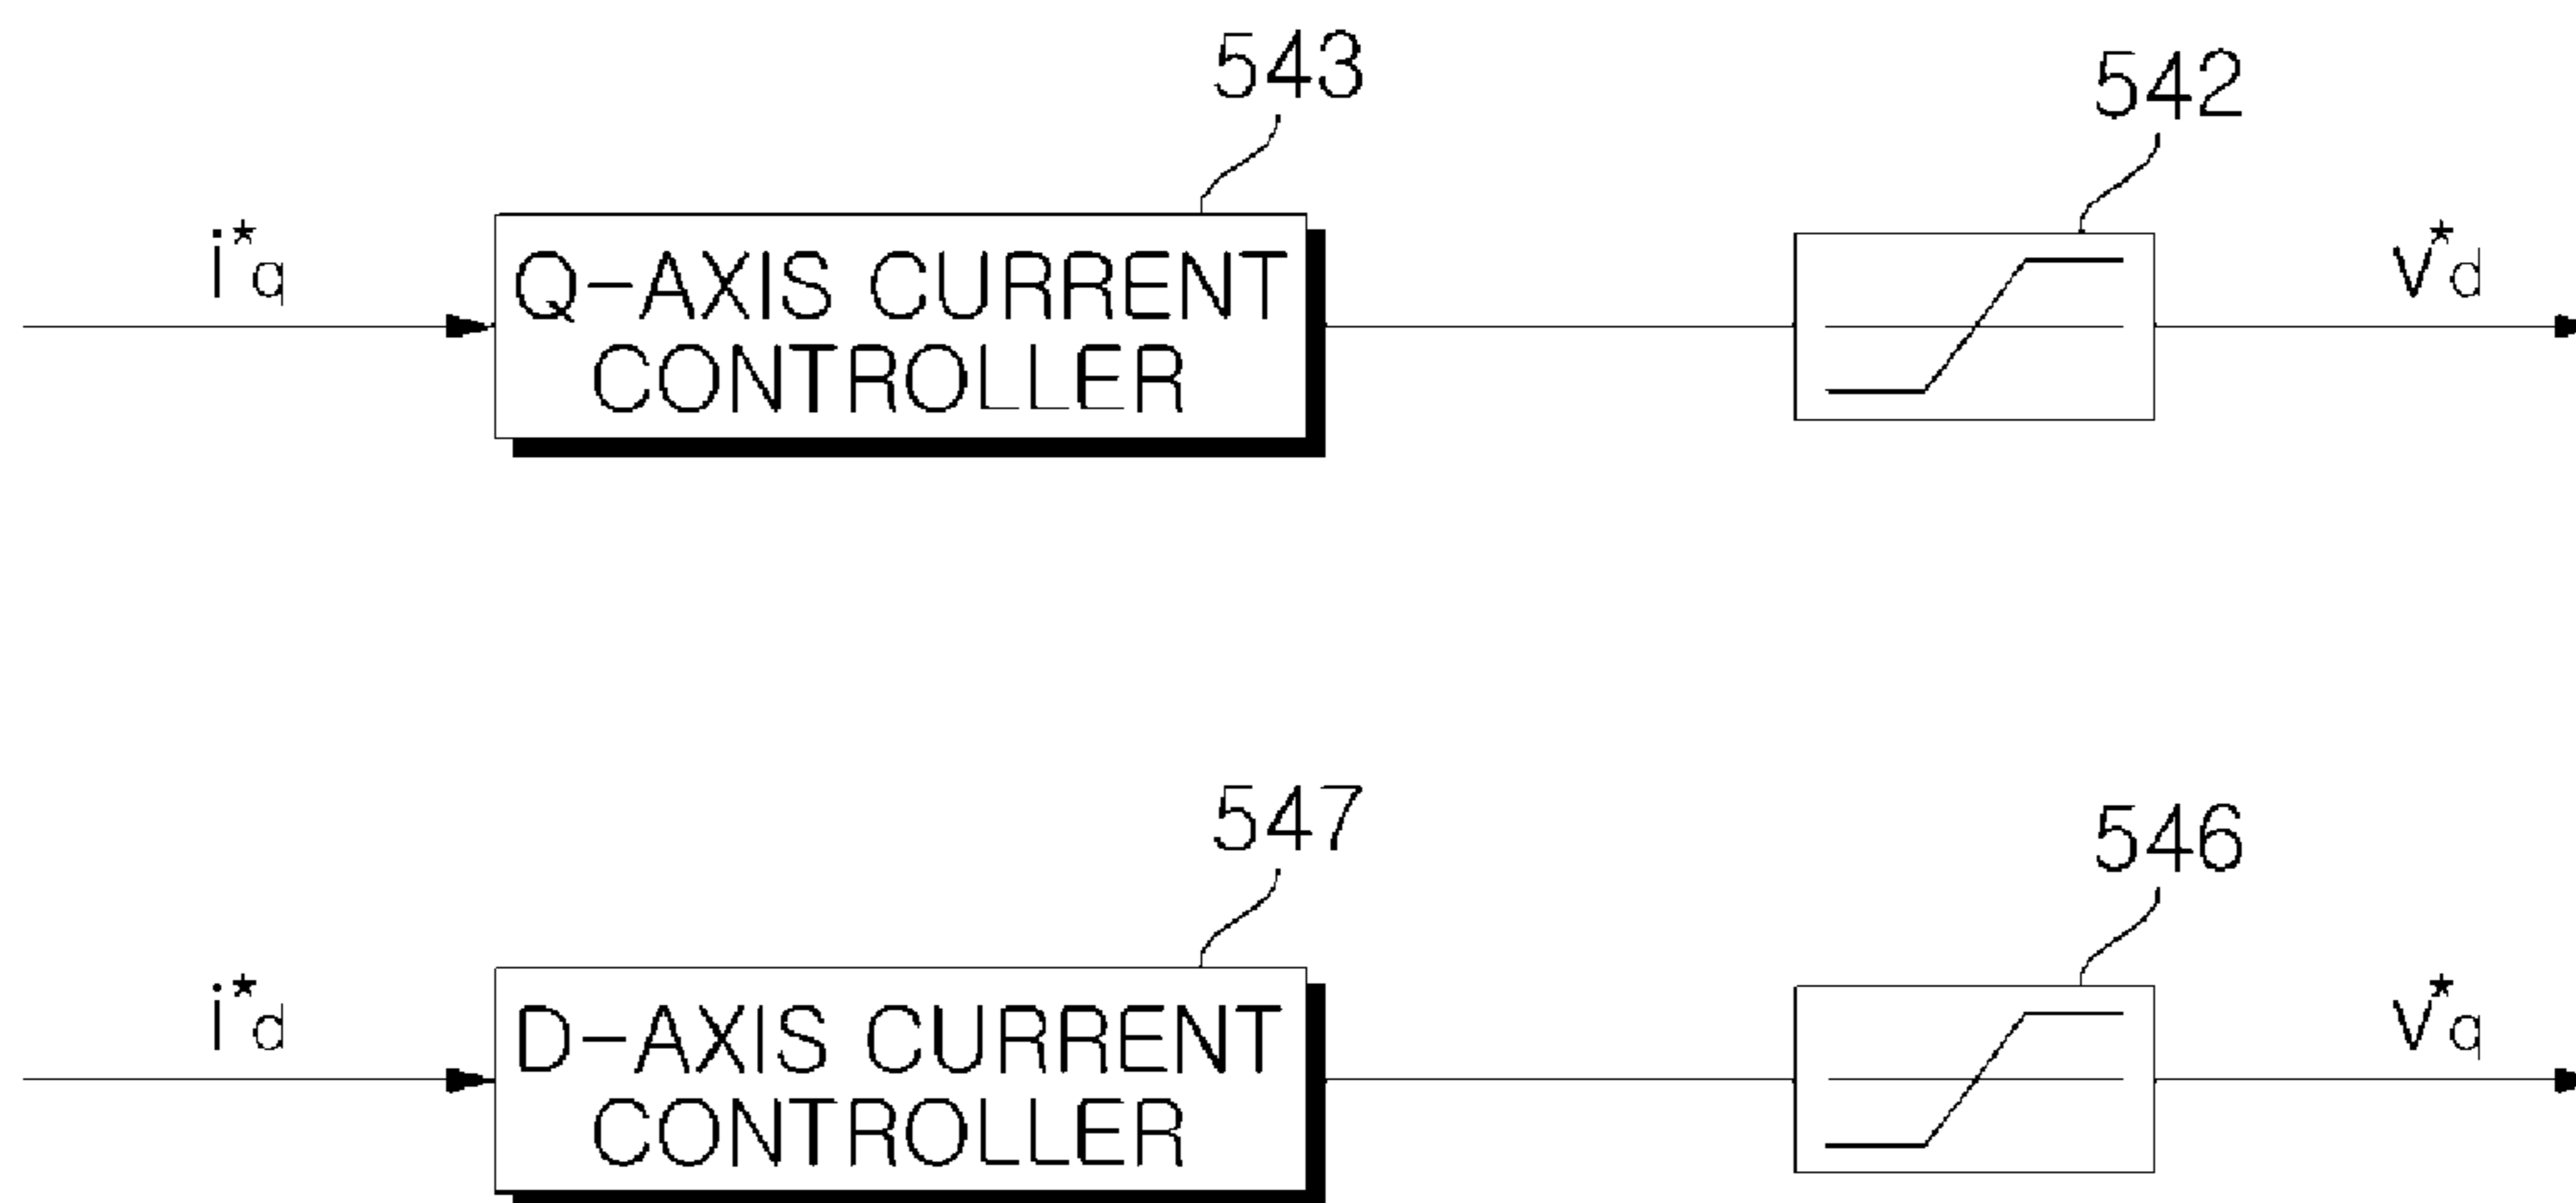 543
542
i*q
Q-AXIS CURRENT
CONTROLLER
v*d
547
546
i*d
D-AXIS CURRENT
CONTROLLER
v*q